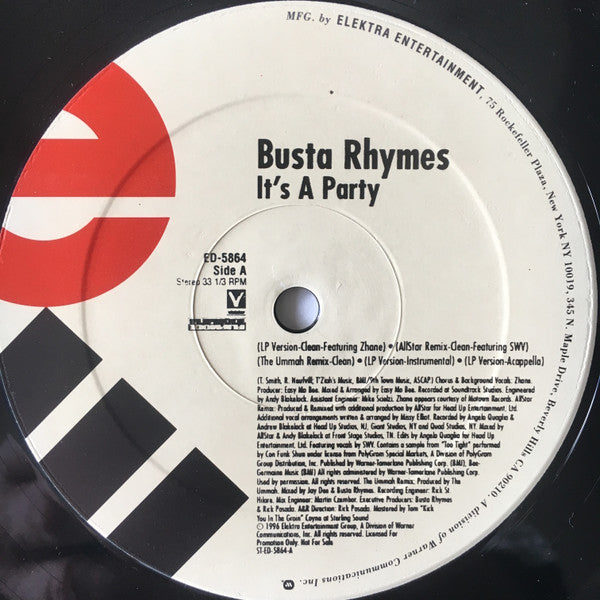 MFG. by ELEKTRA ENTERTAINMENT, 75 Rockefeller Plaza, New York NY 10019, 345 N. Maple Drive, Beverly Hills, CA 90210. A division of Warner Communications Inc.
Busta Rhymes
It's A Party
ED-5864
Side A
Stereo 33 1/3 RPM
(LP Version-Clean-Featuring Zhane) • (AllStar Remix-Clean-Featuring SWV)
(The Ummah Remix-Clean) • (LP Version-Instrumental) • (LP Version-Acappella)
(T. Smith, R. Neufvill; T'Ziah's Music, BMI/9th Town Music, ASCAP.) Chorus & Background Vocals: Zhane.
Producer: Easy Mo Bee. Mixed & Arranged by Easy Mo Bee. Recorded at Soundtrack Studios. Engineered
by Andy Blakelock. Assistant Engineer: Mike Scielzi. Zhane appears courtesy of Motown Records. AllStar
Remix: Produced & Remixed with additional production by AllStar for Head Up Entertainment, Ltd.
Additional vocal arrangements written & arranged by Missy Elliot. Recorded by Angelo Quaglia &
Andrew Blakelock at Head Up Studios, NJ, Giant Studios, NY and Quad Studios, NY. Mixed by
AllStar & Andy Blakelock at Front Stage Studios, TN. Edits by Angelo Quaglia for Head Up
Entertainment, Ltd. Featuring vocals by SWV. Contains a sample from "Too Tight" performed
by Con Funk Shun under license from PolyGram Special Markets, A Division of PolyGram
Group Distribution, Inc. Published by Warner-Tamerlane Publishing Corp. (BMI), Bee-
Germaine Music (BMI) All rights administered by Warner-Tamerlane Publishing Corp.
Used by permission. All rights reserved. The Ummah Remix: Produced by The
Ummah. Mixed by Jay Dee & Busta Rhymes. Recording Engineer: Rick St
Hilare. Mix Engineer: Martin Czembor. Executive Producers: Busta Rhymes &
Rick Posada. A&R Direction: Rick Posada. Mastered by Tom "Kick
You In The Groin" Coyne at Sterling Sound
© 1996 Elektra Entertainment Group, A Division of Warner
Communications, Inc. All rights reserved. Licensed For
Promotion Only. Not For Sale
ST-ED-5864-A